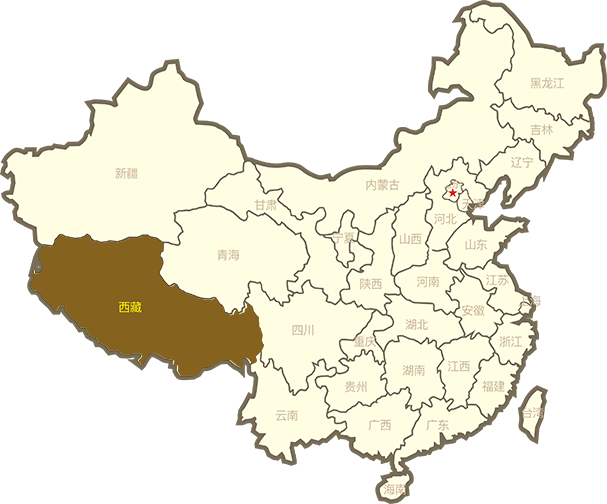 黑龙江
吉林
辽宁
新疆
内蒙古
甘肃
天津
河北
宁夏
山西
山东
青海
陕西
河南
江苏
西藏
安徽
四川
湖北
重庆
浙江
湖南
江西
贵州
福建
云南
台湾
广西
广东
海南